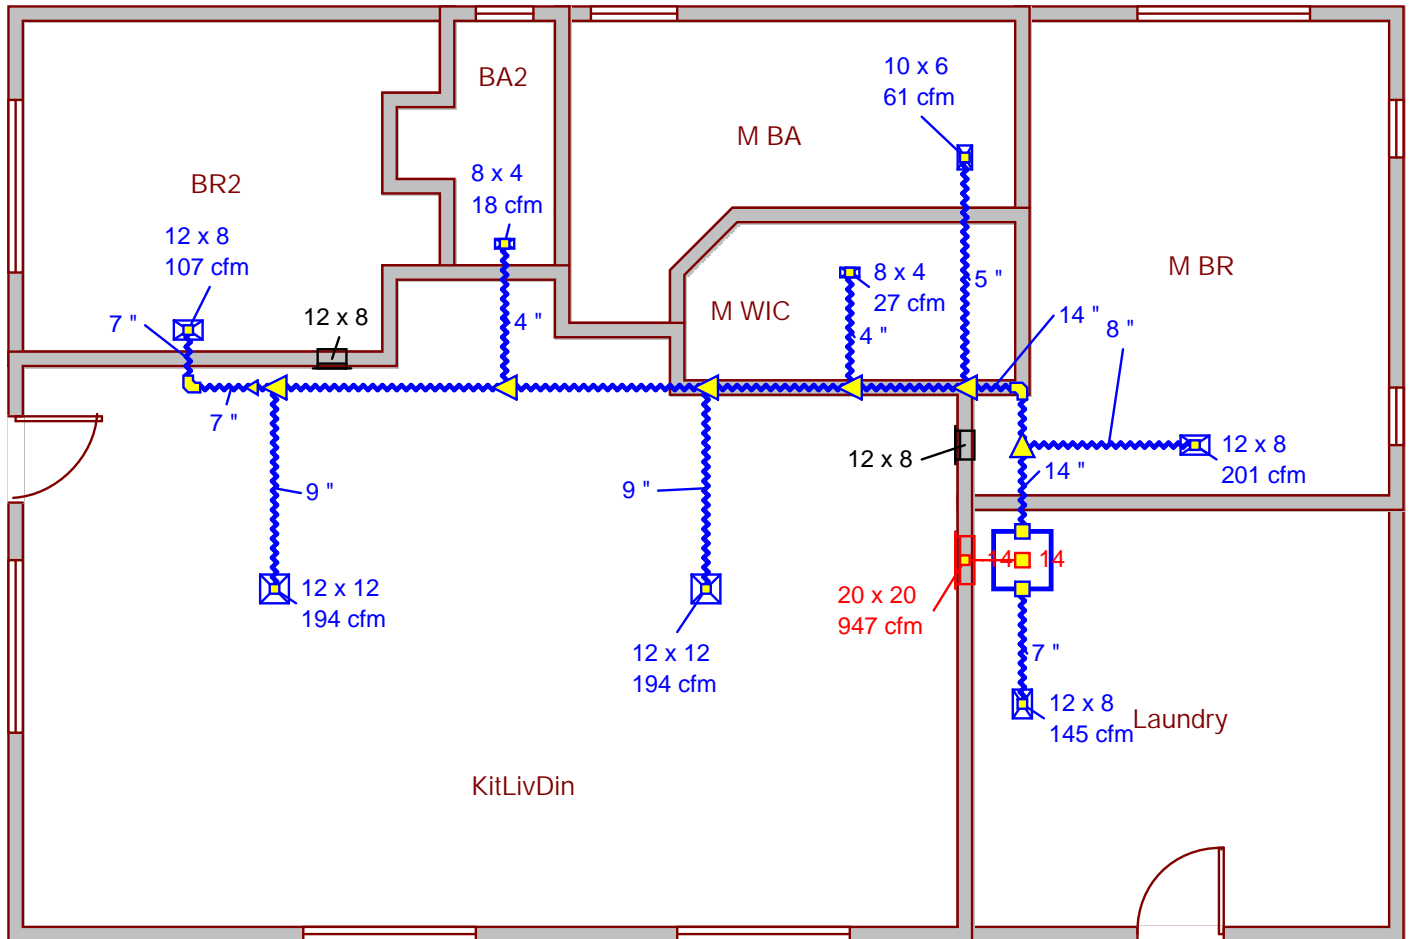 10 x 6
61 cfm
BA2
M BA
8 x 4
18 cfm
BR2
12 x 8
107 cfm
M BR
8 x 4
27 cfm
5 "
M WIC
7 "
12 x 8
4 "
4 "
14 "
8 "
7 "
12 x 8
12 x 8
201 cfm
14 "
9 "
9 "
14
14
12 x 12
194 cfm
20 x 20
947 cfm
12 x 12
194 cfm
7 "
12 x 8
145 cfm
Laundry
KitLivDin